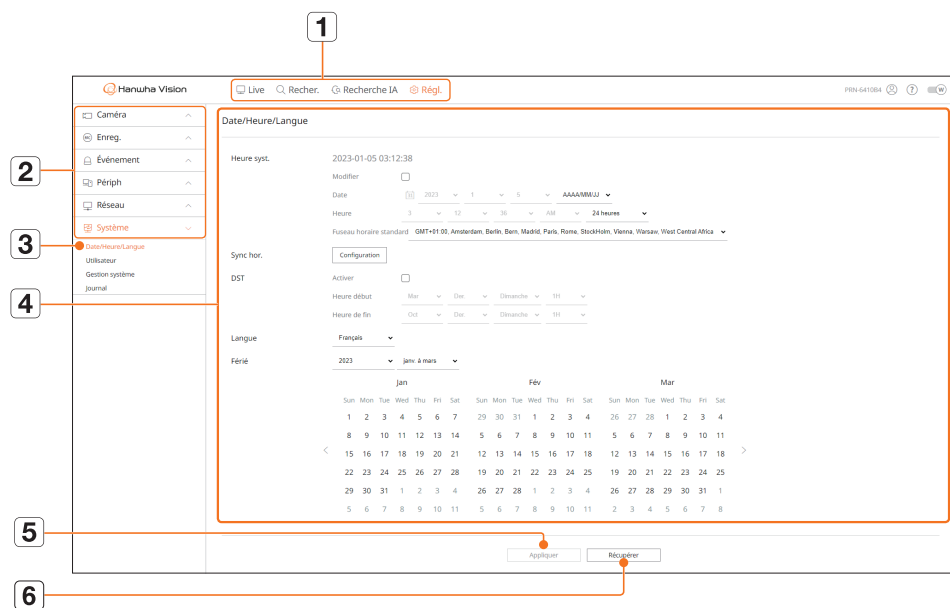 1
Hanwha Vision
Live Recher. Recherche IA Régl.
PRN-6410B4 ? W
Caméra
REC Enreg.
Événement
Périph
Réseau
Système
Date/Heure/Langue
Utilisateur
Gestion système
Journal
2
3
4
5
6
Date/Heure/Langue
Heure syst. 2023-01-05 03:12:38
Modifier
Date 31 2023 1 5 AAAA/MM/JJ
Heure 3 12 36 AM 24 heures
Fuseau horaire standard GMT+01:00, Amsterdam, Berlin, Bern, Madrid, Paris, Rome, StockHolm, Vienna, Warsaw, West Central Africa
Sync hor. Configuration
DST Activer
Heure début Mar Der. Dimanche 1H
Heure de fin Oct Der. Dimanche 1H
Langue Français
Férié 2023 janv. à mars
Jan Fév Mar
Sun Mon Tue Wed Thu Fri Sat Sun Mon Tue Wed Thu Fri Sat Sun Mon Tue Wed Thu Fri Sat
1 2 3 4 5 6 7 29 30 31 1 2 3 4 26 27 28 1 2 3 4
8 9 10 11 12 13 14 5 6 7 8 9 10 11 5 6 7 8 9 10 11
< 15 16 17 18 19 20 21 12 13 14 15 16 17 18 12 13 14 15 16 17 18 >
22 23 24 25 26 27 28 19 20 21 22 23 24 25 19 20 21 22 23 24 25
29 30 31 1 2 3 4 26 27 28 1 2 3 4 26 27 28 29 30 31 1
5 6 7 8 9 10 11 5 6 7 8 9 10 11 2 3 4 5 6 7 8
Appliquer Récupérer